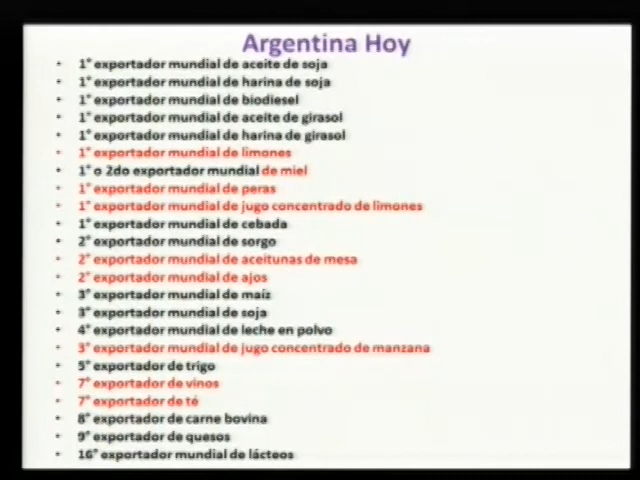 Argentina Hoy
• 1° exportador mundial de aceite de soja
• 1° exportador mundial de harina de soja
• 1° exportador mundial de biodiesel
• 1° exportador mundial de aceite de girasol
• 1° exportador mundial de harina de girasol
• 1° exportador mundial de limones
• 1° o 2do exportador mundial de miel
• 1° exportador mundial de peras
• 1° exportador mundial de jugo concentrado de limones
• 1° exportador mundial de cebada
• 2° exportador mundial de sorgo
• 2° exportador mundial de aceitunas de mesa
• 2° exportador mundial de ajos
• 3° exportador mundial de maíz
• 3° exportador mundial de soja
• 4° exportador mundial de leche en polvo
• 3° exportador mundial de jugo concentrado de manzana
• 5° exportador de trigo
• 7° exportador de vinos
• 7° exportador de té
• 8° exportador de carne bovina
• 9° exportador de quesos
• 16° exportador mundial de lácteos